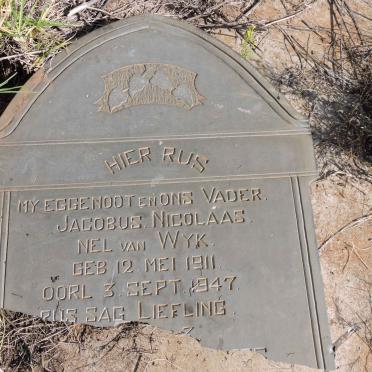 HIER RUS
MY EGGENOOT EN ONS VADER.
JACOBUS NICOLAAS
NEL VAN WYK.
GEB 12 MEI 1911.
OORL 3 SEPT. 1947.
RUS SAG LIEFLING.